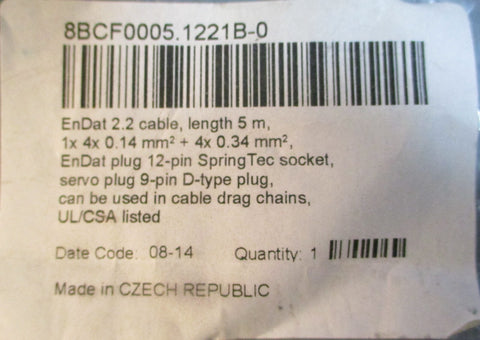 8BCF0005.1221B-0
EnDat 2.2 cable, length 5 m,
1x 4x 0.14 mm² + 4x 0.34 mm²,
EnDat plug 12-pin SpringTec socket,
servo plug 9-pin D-type plug,
can be used in cable drag chains,
UL/CSA listed
Date Code: 08-14 Quantity: 1
Made in CZECH REPUBLIC